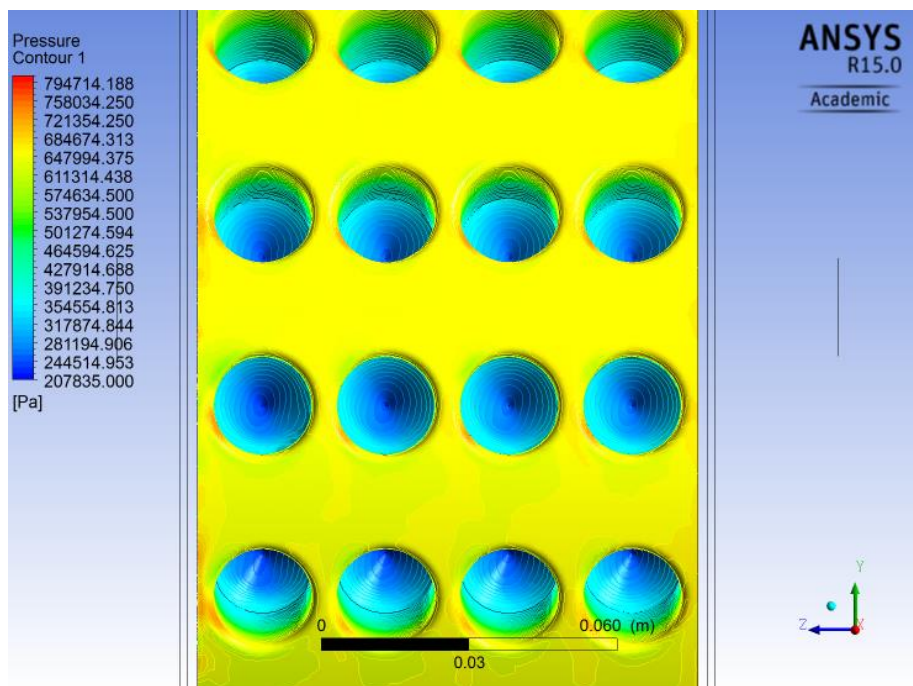 Pressure
Contour 1
794714.188
758034.250
721354.250
684674.313
647994.375
611314.438
574634.500
537954.500
501274.594
464594.625
427914.688
391234.750
354554.813
317874.844
281194.906
244514.953
207835.000
[Pa]
ANSYS
R15.0
Academic
0 0.060 (m)
0.03
Y
Z X